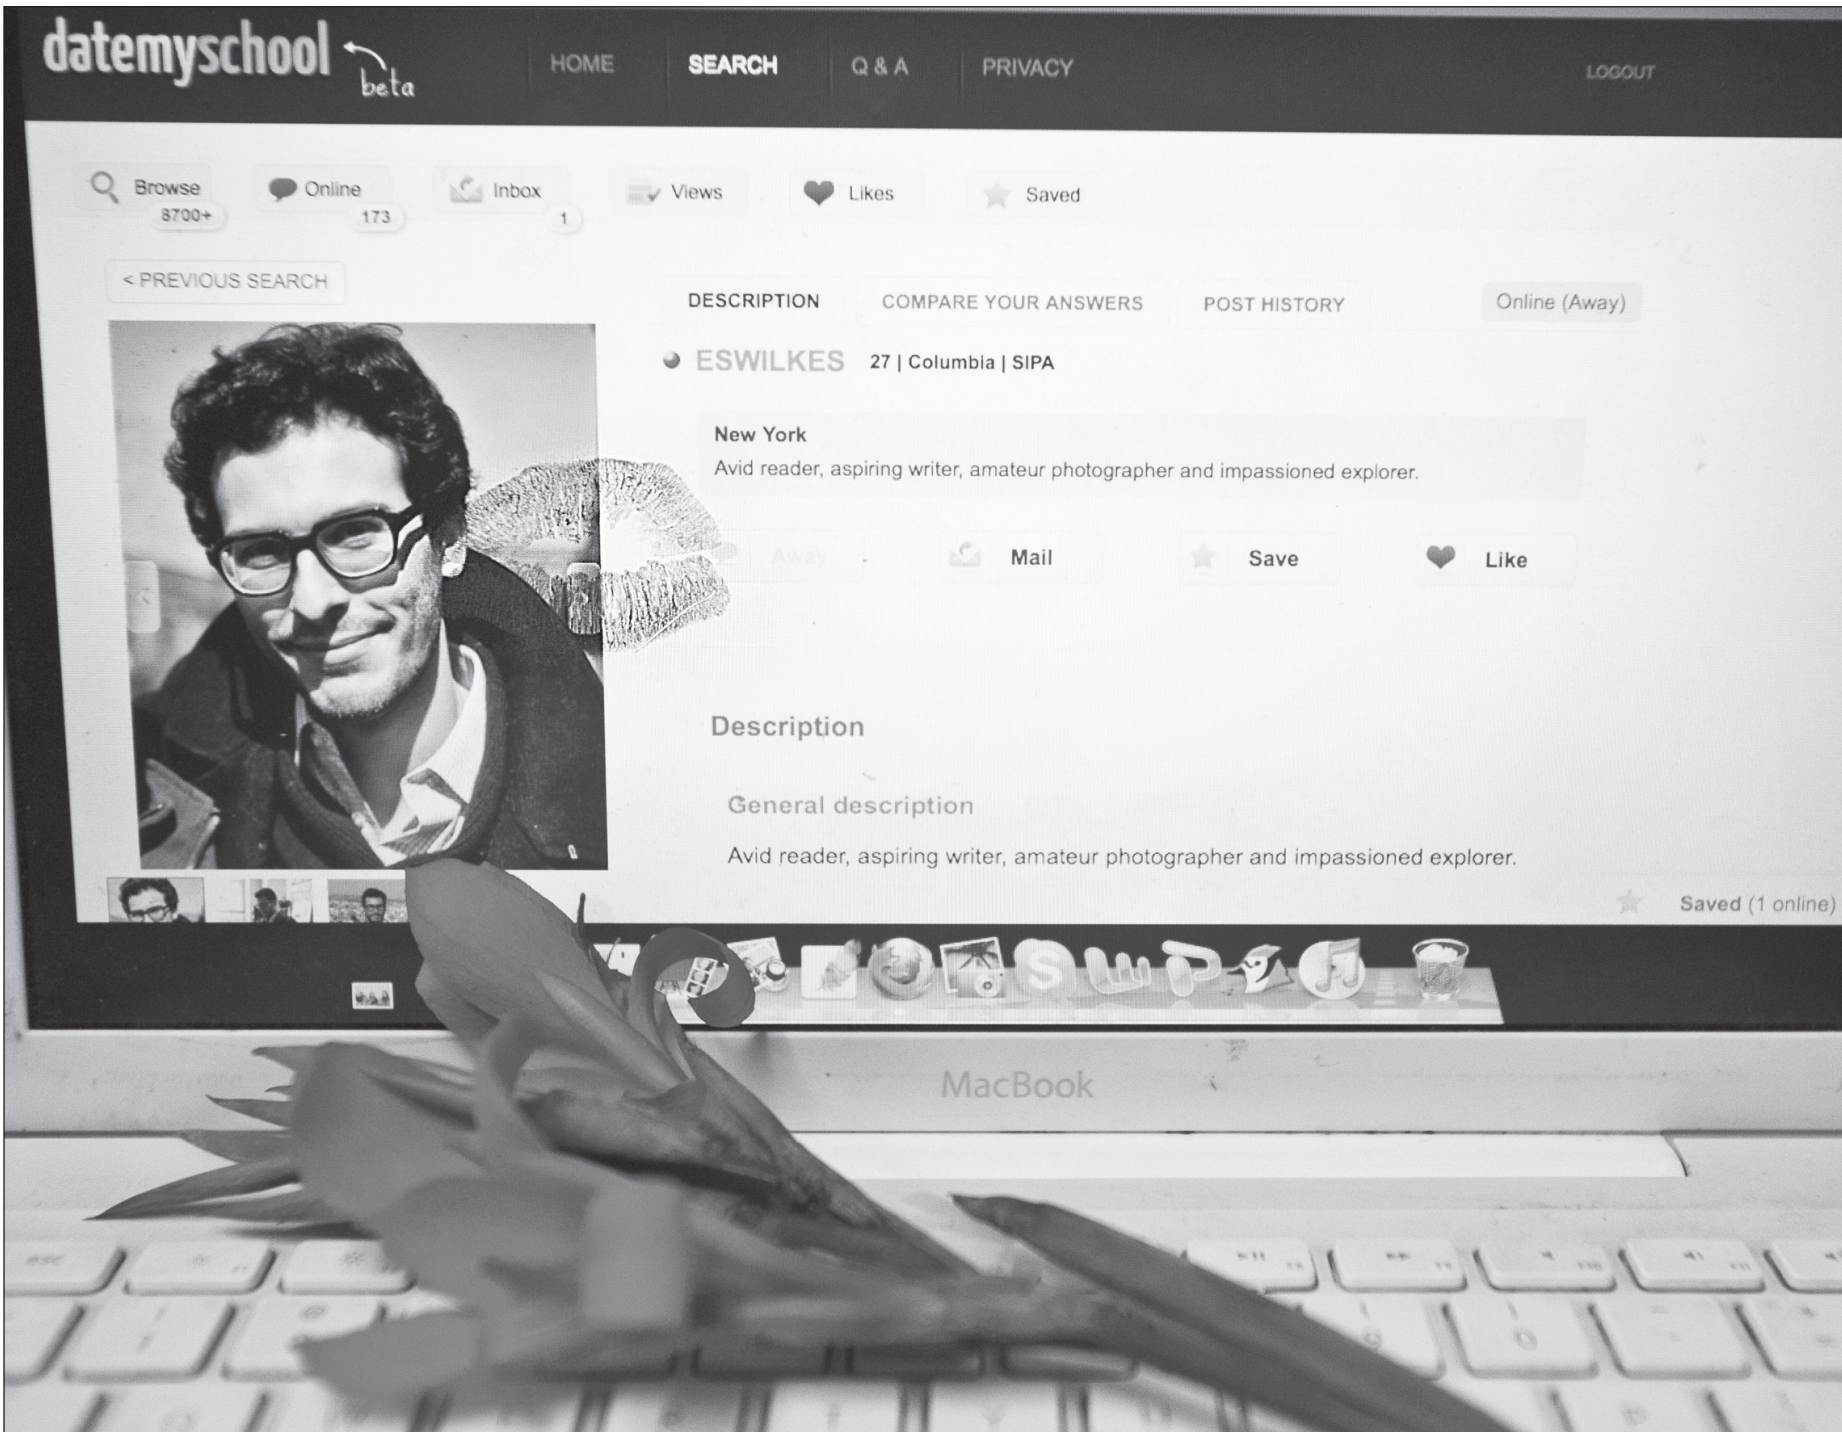 datemyschool
beta
HOME SEARCH Q & A PRIVACY LOGOUT
Browse Online Inbox Views Likes Saved
8700+ 173 1
< PREVIOUS SEARCH
DESCRIPTION COMPARE YOUR ANSWERS POST HISTORY Online (Away)
ESWILKES 27 | Columbia | SIPA
New York
Avid reader, aspiring writer, amateur photographer and impassioned explorer.
Away Mail Save Like
Description
General description
Avid reader, aspiring writer, amateur photographer and impassioned explorer.
Saved (1 online)
S
MacBook
esc